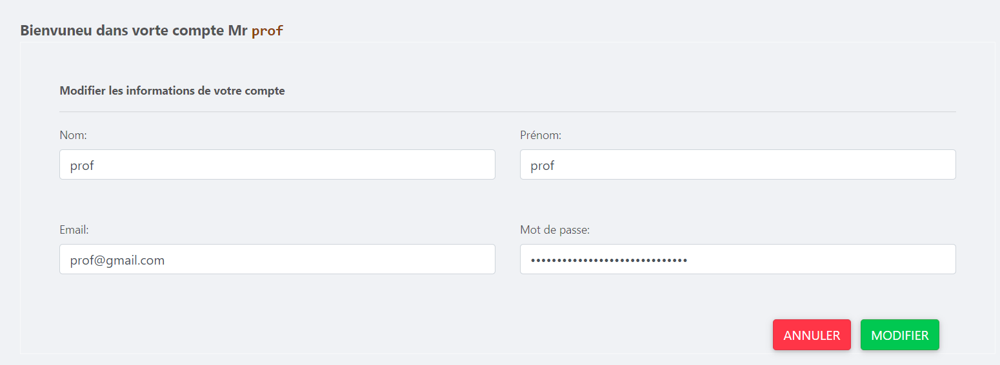 Bienvuneu dans vorte compte Mr prof
Modifier les informations de votre compte
Nom:
Prénom:
prof
prof
Email:
Mot de passe:
prof@gmail.com
••••••••••••••••••••••••••••••
ANNULER
MODIFIER